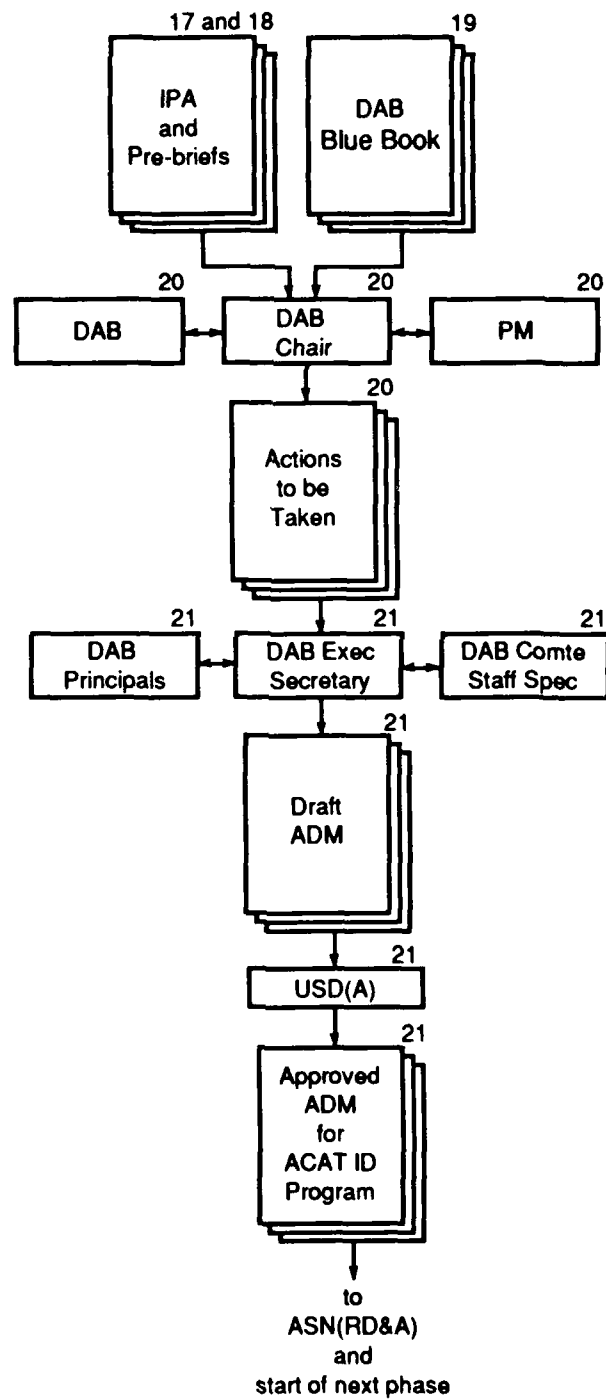 17 and 18
19
IPA
and
Pre-briefs
DAB
Blue Book
20
20
20
DAB
DAB
Chair
PM
20
Actions
to be
Taken
21
21
21
DAB
Principals
DAB Exec
Secretary
DAB Comte
Staff Spec
21
Draft
ADM
21
USD(A)
21
Approved
ADM
for
ACAT ID
Program
to
ASN(RD&A)
and
start of next phase